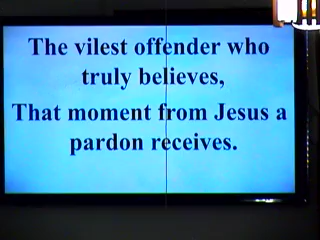 The vilest offender who
truly believes,
That moment from Jesus a
pardon receives.